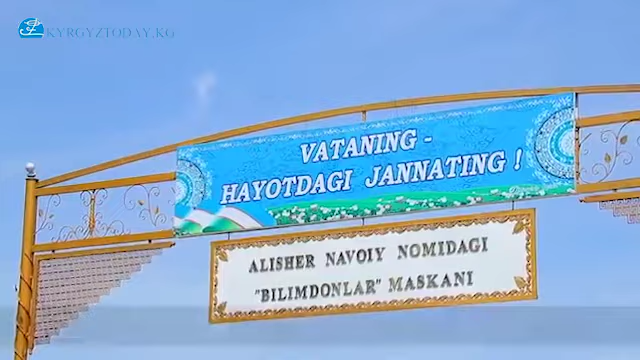 KYRGYZTODAY.KG
VATANING -
HAYOTDAGI JANNATING !
ALISHER NAVOIY NOMIDAGI
"BILIMDONLAR" MASKANI